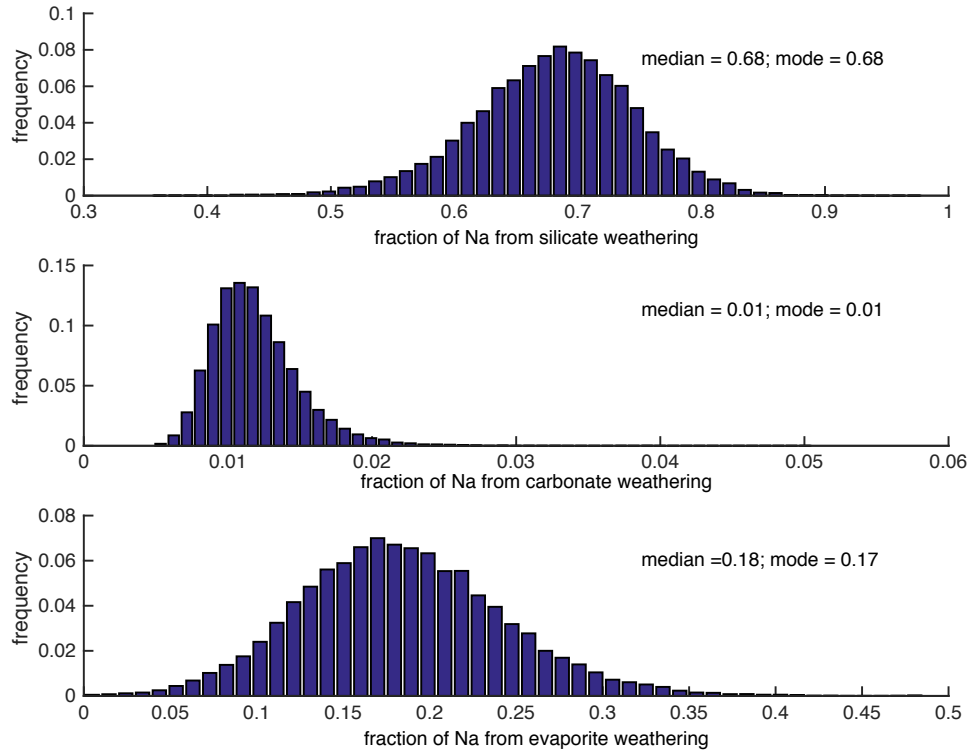 0.1
0.08
0.06
0.04
0.02
0
frequency
median = 0.68; mode = 0.68
0.3 0.4 0.5 0.6 0.7 0.8 0.9 1
fraction of Na from silicate weathering
0.15
0.1
0.05
0
frequency
median = 0.01; mode = 0.01
0 0.01 0.02 0.03 0.04 0.05 0.06
fraction of Na from carbonate weathering
0.08
0.06
0.04
0.02
0
frequency
median =0.18; mode = 0.17
0 0.05 0.1 0.15 0.2 0.25 0.3 0.35 0.4 0.45 0.5
fraction of Na from evaporite weathering